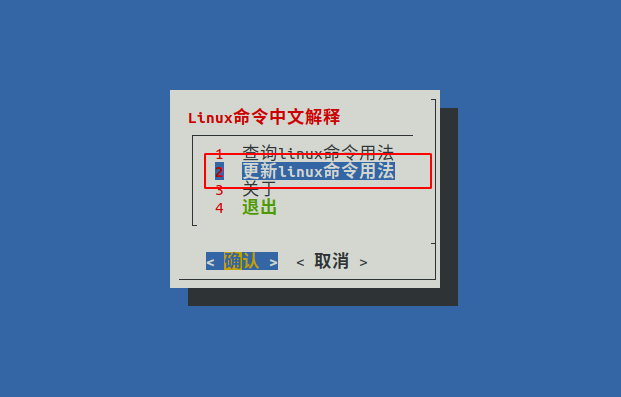 Linux命令中文解释
1 查询linux命令用法
2 更新linux命令用法
3 关于
4 退出
< 确认 > < 取消 >